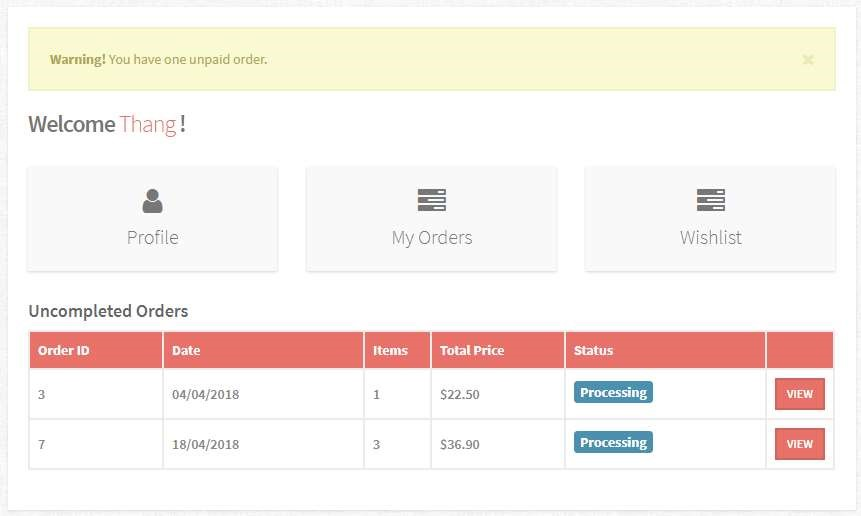 Warning! You have one unpaid order. ×
Welcome Thang !
Profile My Orders Wishlist
Uncompleted Orders
Order ID Date Items Total Price Status
3 04/04/2018 1 $22.50 Processing VIEW
7 18/04/2018 3 $36.90 Processing VIEW